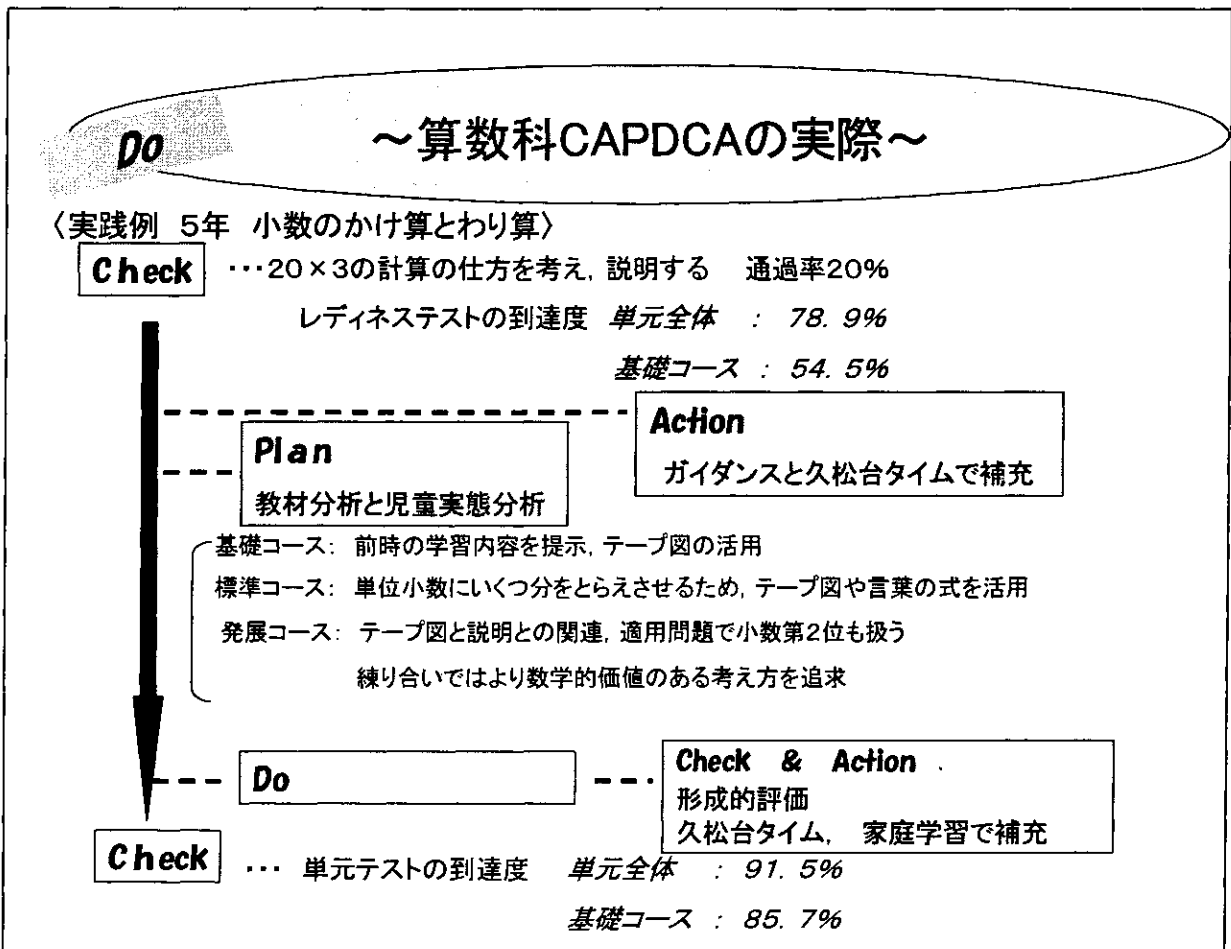 Do
～算数科CAPDCAの実際～
〈実践例 5年 小数のかけ算とわり算〉
Check …20×3の計算の仕方を考え，説明する 通過率20%
レディネステストの到達度 単元全体 : 78. 9%
基礎コース : 54. 5%
Action
ガイダンスと久松台タイムで補充
Plan
教材分析と児童実態分析
基礎コース: 前時の学習内容を提示，テープ図の活用
標準コース: 単位小数にいくつ分をとらえさせるため，テープ図や言葉の式を活用
発展コース: テープ図と説明との関連，適用問題で小数第2位も扱う
練り合いではより数学的価値のある考え方を追求
Do
Check & Action
形成的評価
久松台タイム， 家庭学習で補充
Check … 単元テストの到達度 単元全体 : 91. 5%
基礎コース : 85. 7%